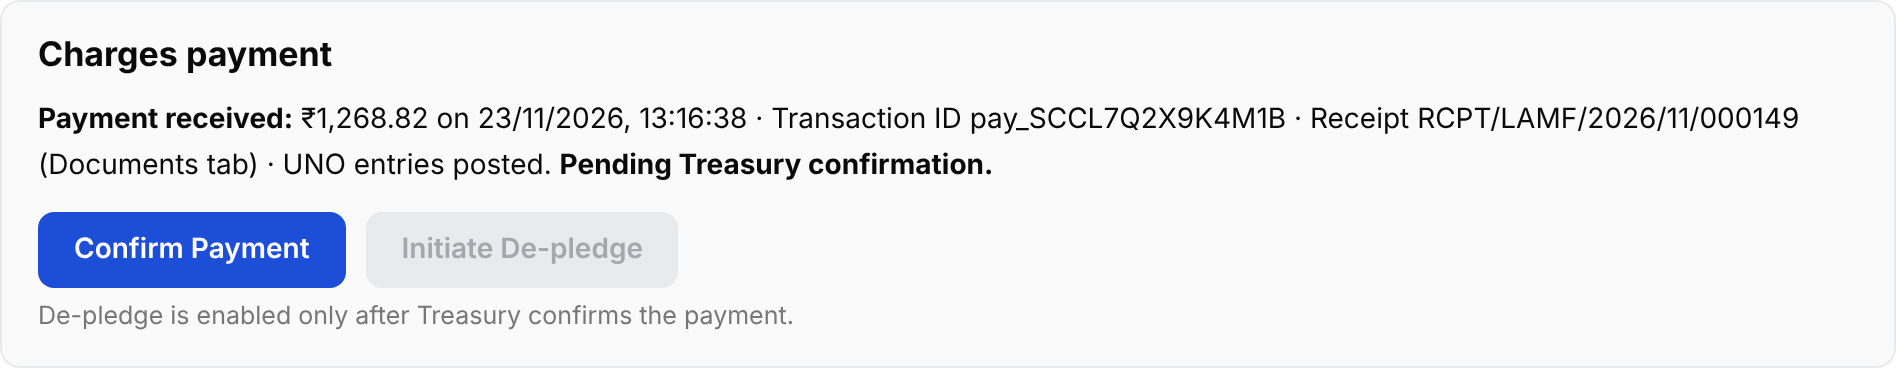 Charges payment
Payment received: ₹1,268.82 on 23/11/2026, 13:16:38 · Transaction ID pay_SCCL7Q2X9K4M1B · Receipt RCPT/LAMF/2026/11/000149
(Documents tab) · UNO entries posted. Pending Treasury confirmation.
Confirm Payment Initiate De-pledge
De-pledge is enabled only after Treasury confirms the payment.